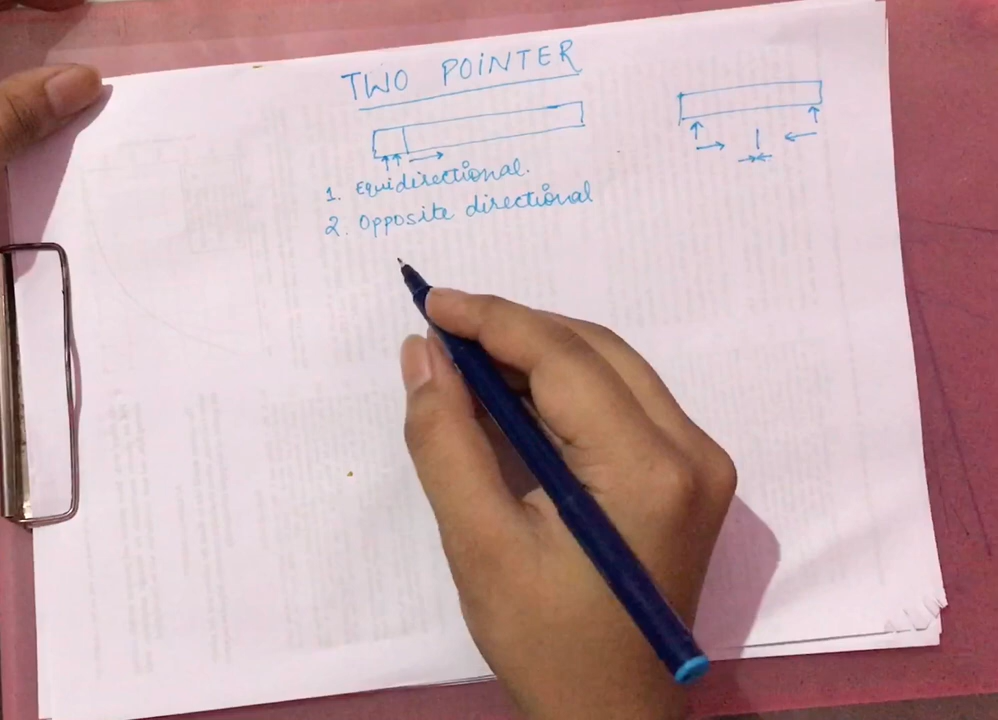 TWO POINTER
1. Equidirectional.
2. Opposite directional